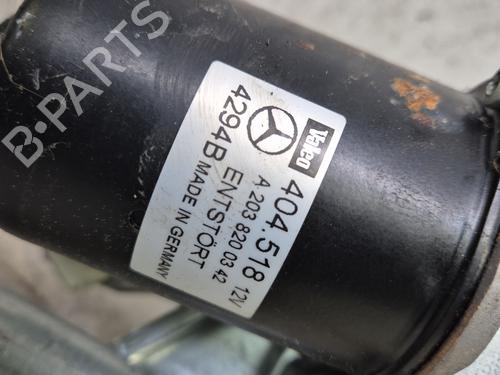 B-PARTS
Valeo
404.518 12V
A 203 820 03 42
ENTSTÖRT
4294B MADE IN GERMANY